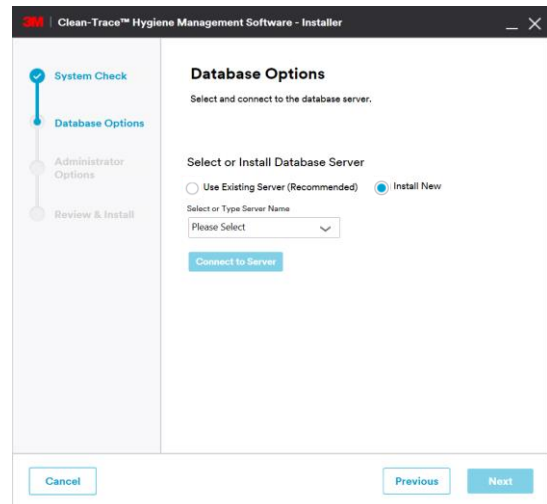 3M | Clean-Trace™ Hygiene Management Software - Installer
System Check
Database Options
Administrator
Options
Review & Install
Database Options
Select and connect to the database server.
Select or Install Database Server
Use Existing Server (Recommended) Install New
Select or Type Server Name
Please Select
Connect to Server
Cancel
Previous
Next